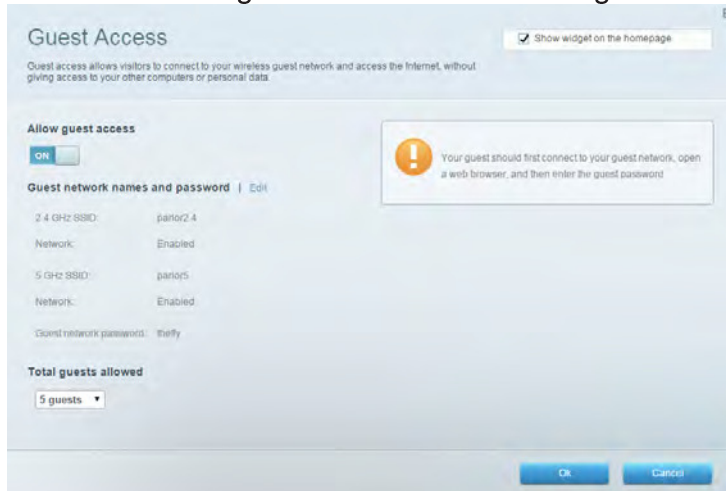 Guest Access
Show widget on the homepage
Guest access allows visitors to connect to your wireless guest network and access the Internet, without
giving access to your other computers or personal data.
Allow guest access
ON
Your guest should first connect to your guest network, open
a web browser, and then enter the guest password
Guest network names and password | Edit
2.4 GHz SSID:
Network: Enabled
5 GHz SSID:
Network: Enabled
Guest network password:
Total guests allowed
5 guests
Ok Cancel